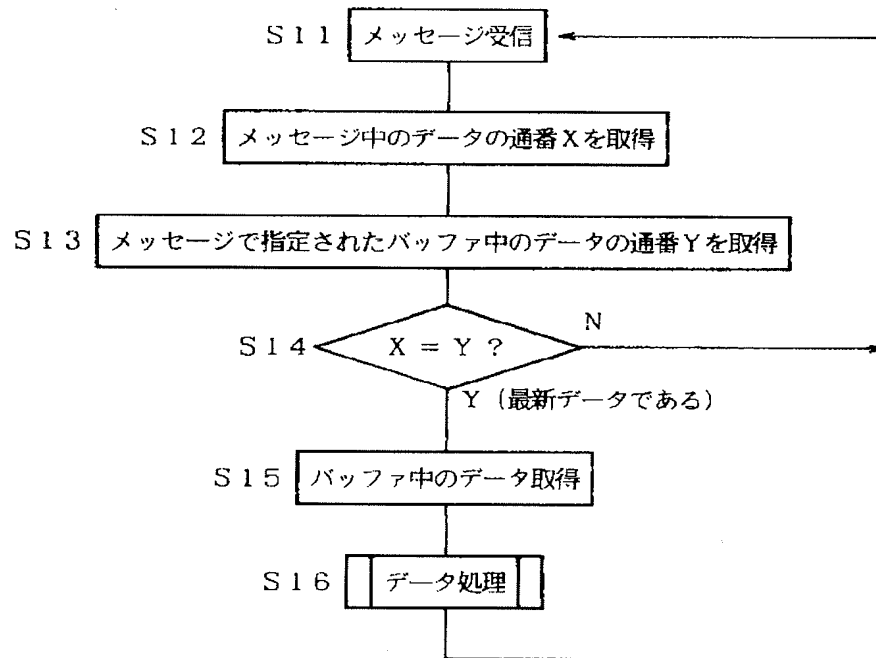 S11 メッセージ受信
S12 メッセージ中のデータの通番Xを取得
S13 メッセージで指定されたバッファ中のデータの通番Yを取得
S14 X = Y ? N
Y (最新データである)
S15 バッファ中のデータ取得
S16 データ処理